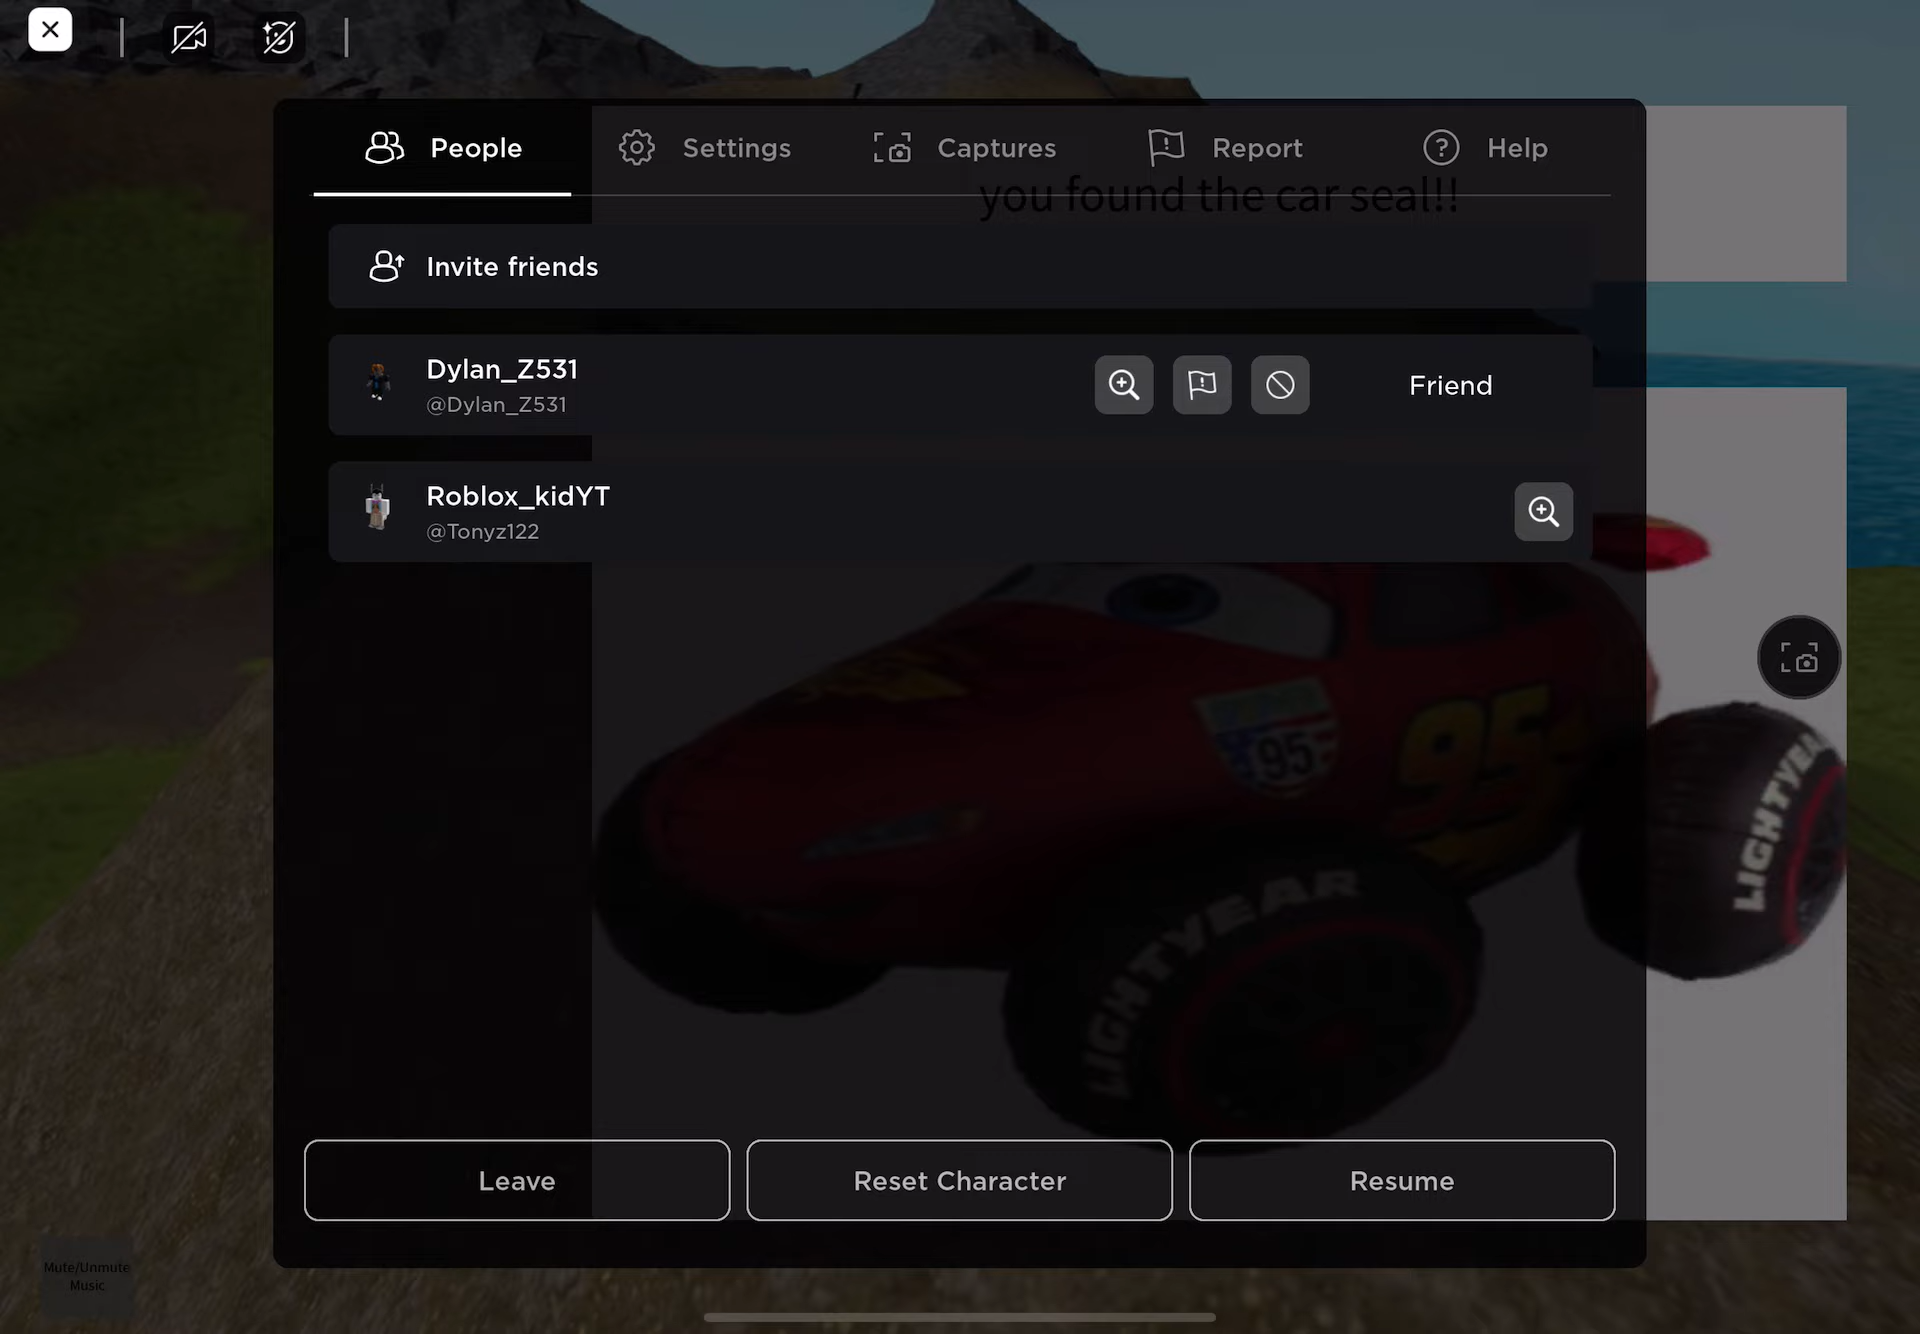 People
Settings
Captures
Report
Help
you found the car seal!!
Invite friends
Dylan_Z531
@Dylan_Z531
Friend
Roblox_kidYT
@Tonyz122
95
95
LIGHTYEAR
LIGHTYEA
Leave
Reset Character
Resume
Mute/Unmute
Music